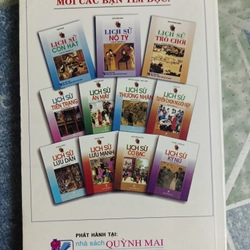 MỜI CÁC BẠN TÌM ĐỌC:
LỊCH SỬ
CON HÁT
LỊCH SỬ
NÔ TỲ
LỊCH SỬ
TRÒ CHƠI
LỊCH SỬ
TIỀN TRANG
LỊCH SỬ
ĂN MÀY
LỊCH SỬ
THƯƠNG NHÂN
LỊCH SỬ
LỊCH SỬ
LƯU DÂN
LỊCH SỬ
LƯU MANH
LỊCH SỬ
CỜ BẠC
LỊCH SỬ
KỸ NỮ
PHÁT HÀNH TẠI:
nhà sách QUỲNH MAI